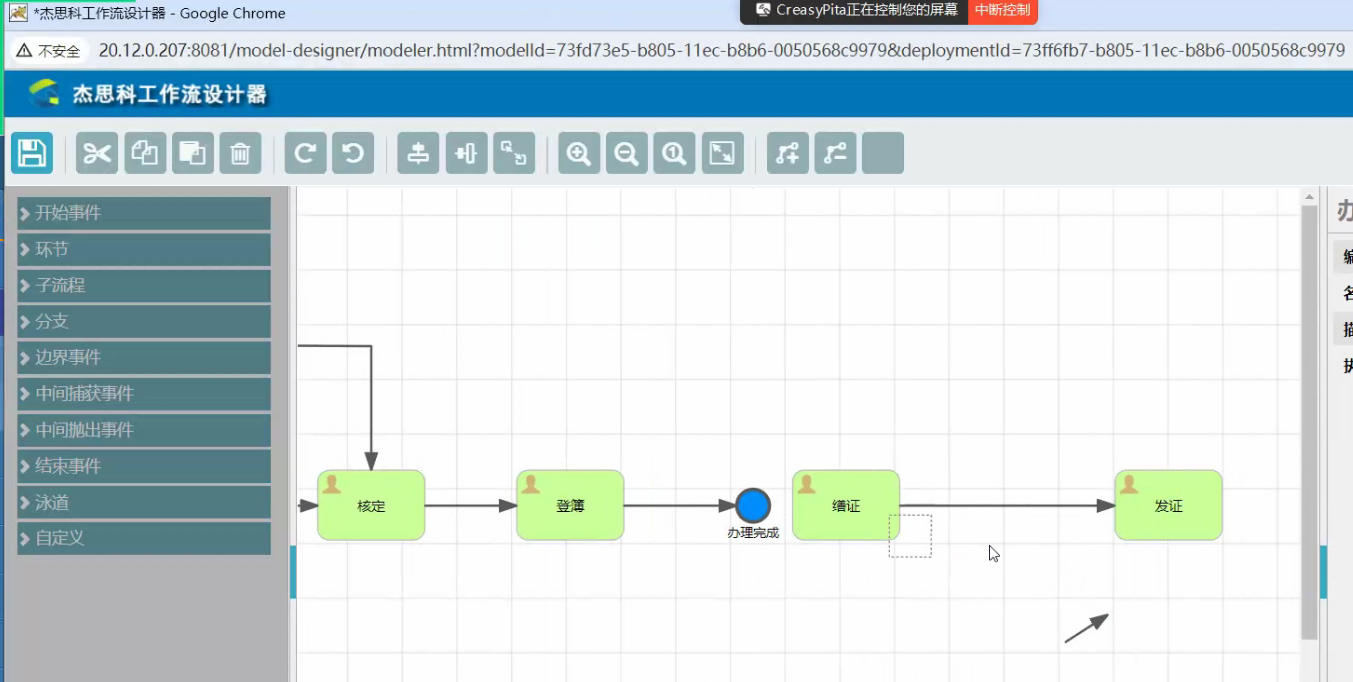 *杰思科工作流设计器 - Google Chrome
CreasyPita正在控制您的屏幕 中断控制
不安全 20.12.0.207:8081/model-designer/modeler.html?modelId=73fd73e5-b805-11ec-b8b6-0050568c9979&deploymentId=73ff6fb7-b805-11ec-b8b6-0050568c9979
杰思科工作流设计器
开始事件
环节
子流程
分支
边界事件
中间捕获事件
中间抛出事件
结束事件
泳道
自定义
核定
登簿
办理完成
缮证
发证
办
编
名
描
执